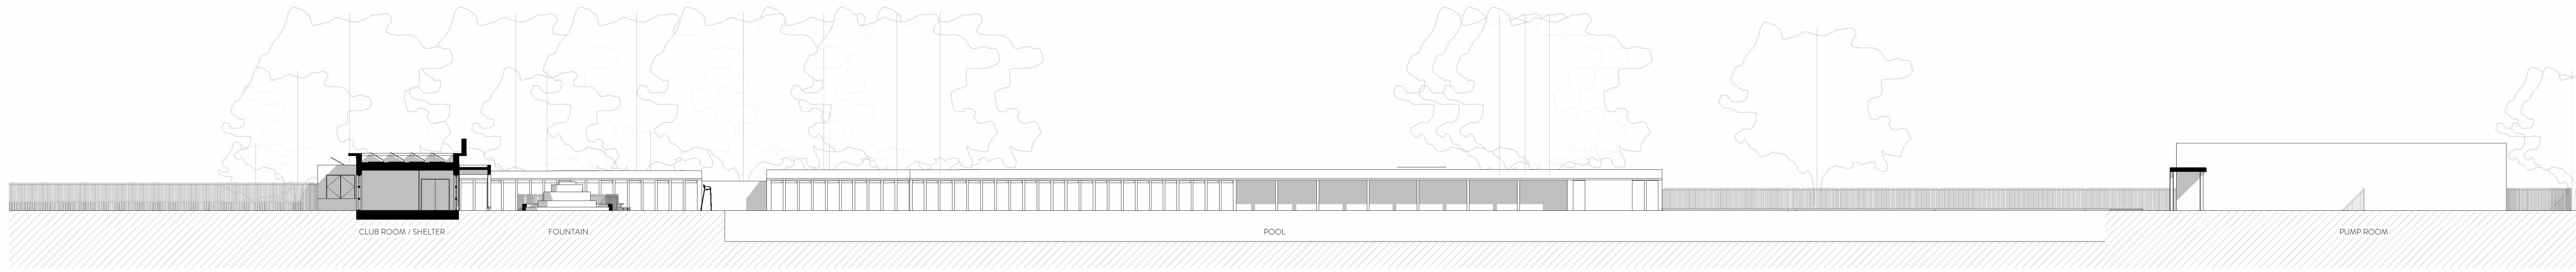 CLUB ROOM / SHELTER
FOUNTAIN
POOL
PUMP ROOM